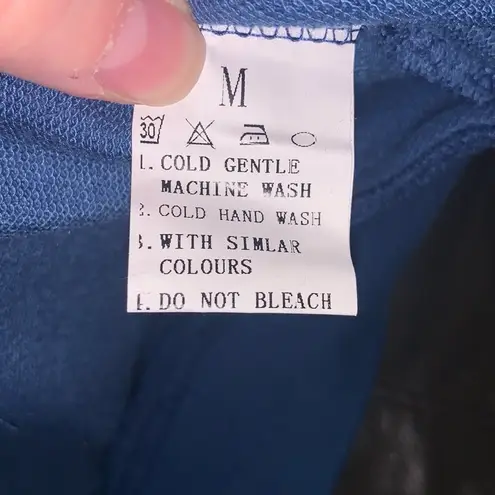 M
30
1. COLD GENTLE
MACHINE WASH
2. COLD HAND WASH
3. WITH SIMLAR
COLOURS
4. DO NOT BLEACH